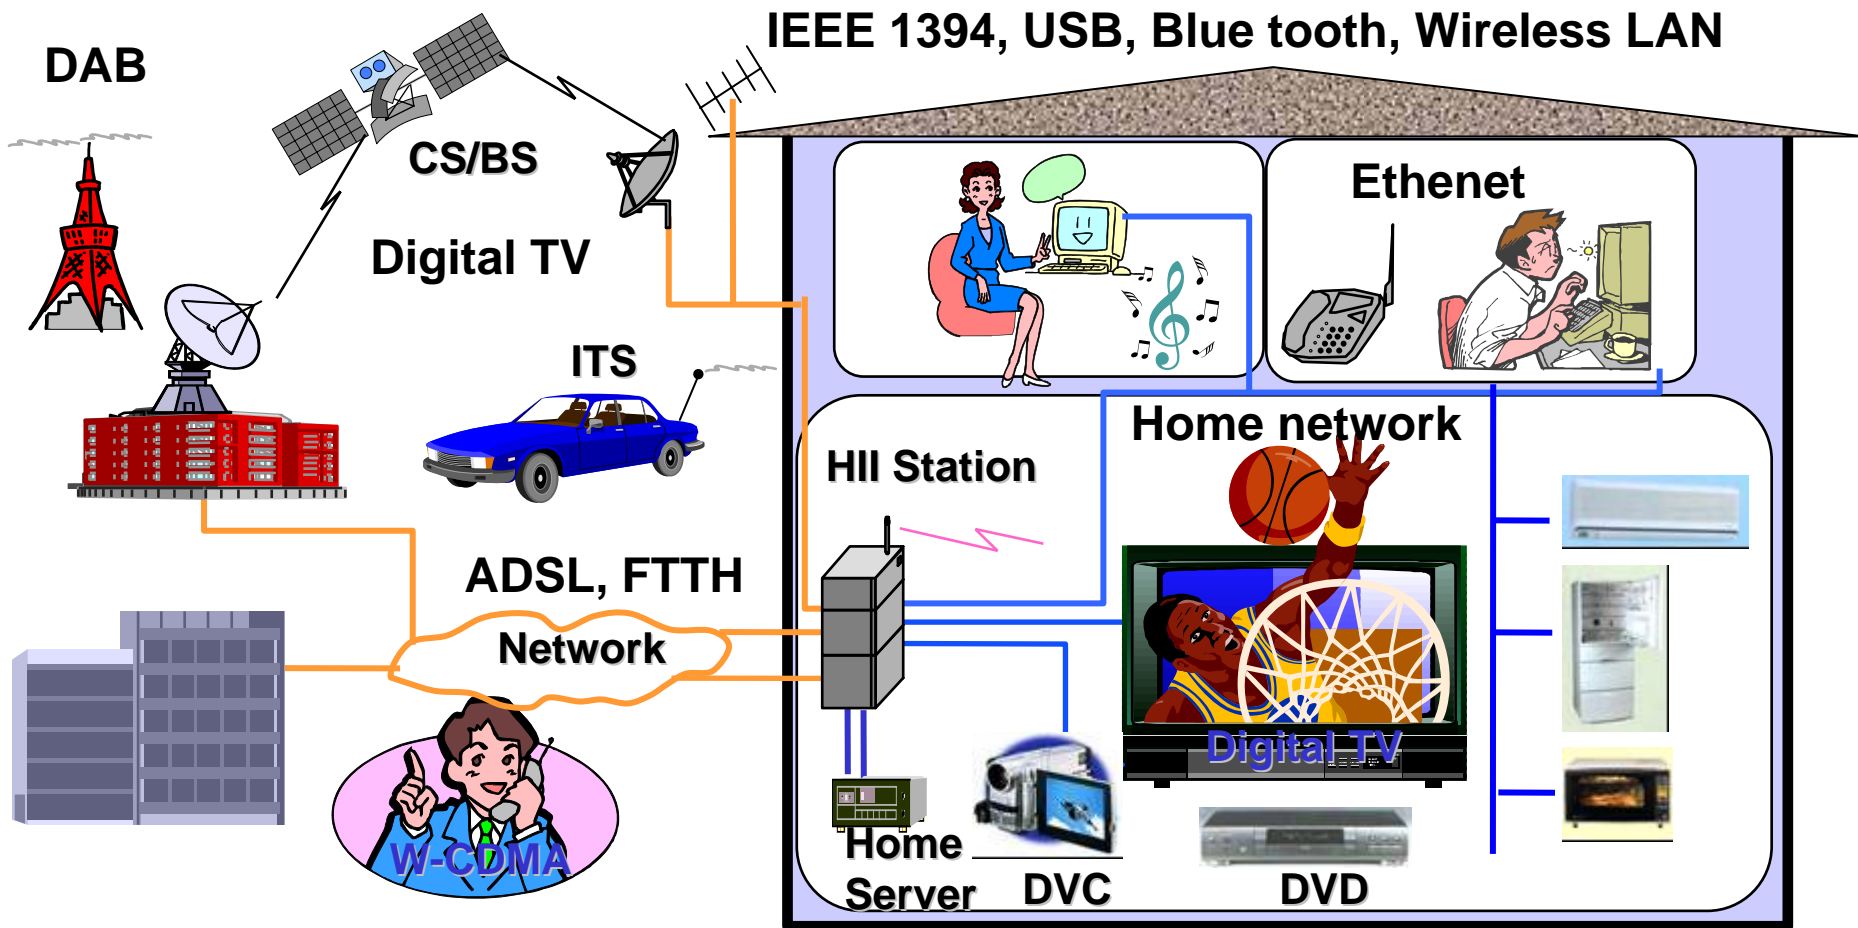 IEEE 1394, USB, Blue tooth, Wireless LAN
DAB
CS/BS
Ethenet
Digital TV
ITS
Home network
HII Station
ADSL, FTTH
Network
Digital TV
W-CDMA
Home
Server
DVC
DVD